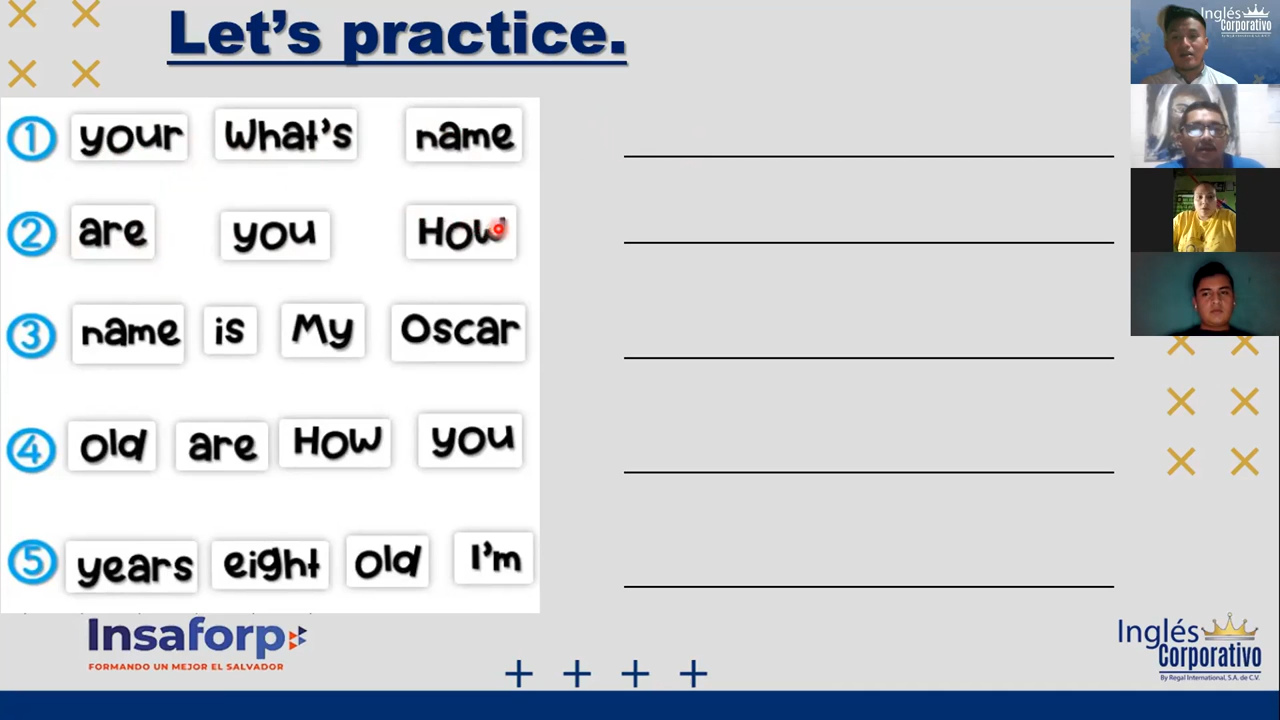 Let's practice.
1 your What's name
2 are you How
3 name is My Oscar
4 old are How you
5 years eight old I'm
Insaforp
FORMANDO UN MEJOR EL SALVADOR
Inglés
Corporativo
By Regal International, S.A. de C.V.
Inglés
Corporativo